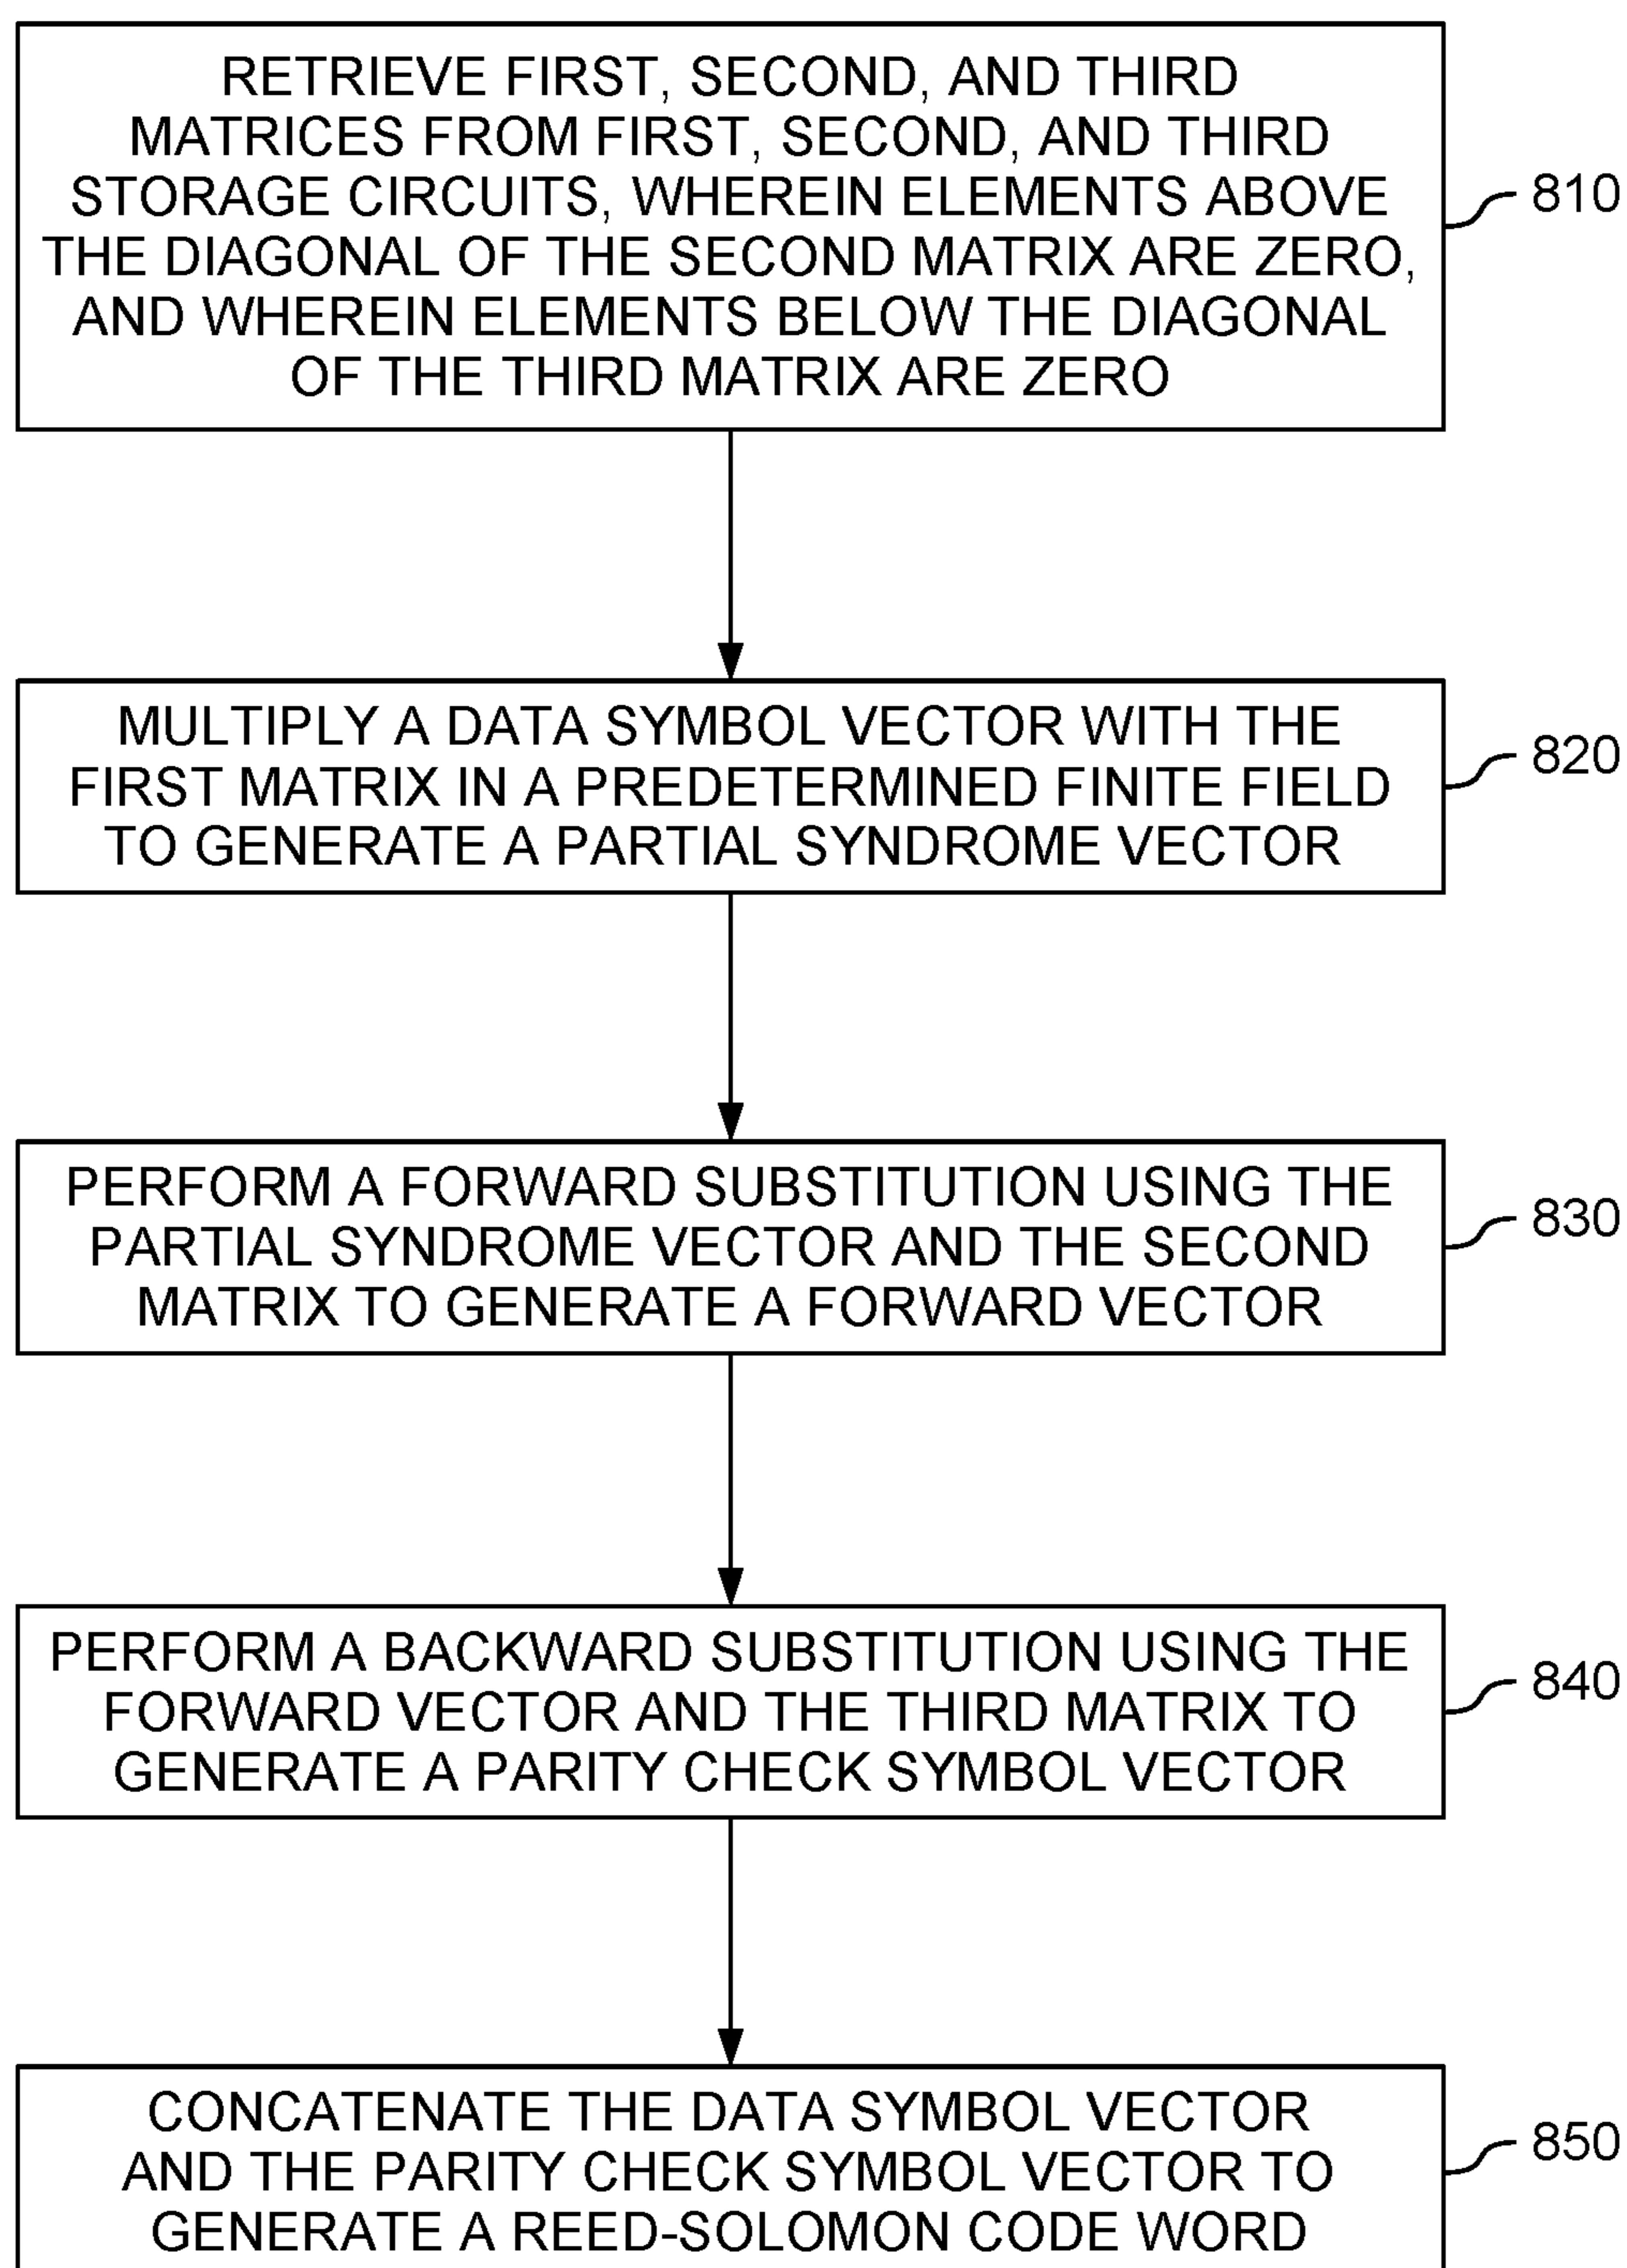 RETRIEVE FIRST, SECOND, AND THIRD
MATRICES FROM FIRST, SECOND, AND THIRD
STORAGE CIRCUITS, WHEREIN ELEMENTS ABOVE
THE DIAGONAL OF THE SECOND MATRIX ARE ZERO,
AND WHEREIN ELEMENTS BELOW THE DIAGONAL
OF THE THIRD MATRIX ARE ZERO
810
MULTIPLY A DATA SYMBOL VECTOR WITH THE
FIRST MATRIX IN A PREDETERMINED FINITE FIELD
TO GENERATE A PARTIAL SYNDROME VECTOR
820
PERFORM A FORWARD SUBSTITUTION USING THE
PARTIAL SYNDROME VECTOR AND THE SECOND
MATRIX TO GENERATE A FORWARD VECTOR
830
PERFORM A BACKWARD SUBSTITUTION USING THE
FORWARD VECTOR AND THE THIRD MATRIX TO
GENERATE A PARITY CHECK SYMBOL VECTOR
840
CONCATENATE THE DATA SYMBOL VECTOR
AND THE PARITY CHECK SYMBOL VECTOR TO
GENERATE A REED-SOLOMON CODE WORD
850